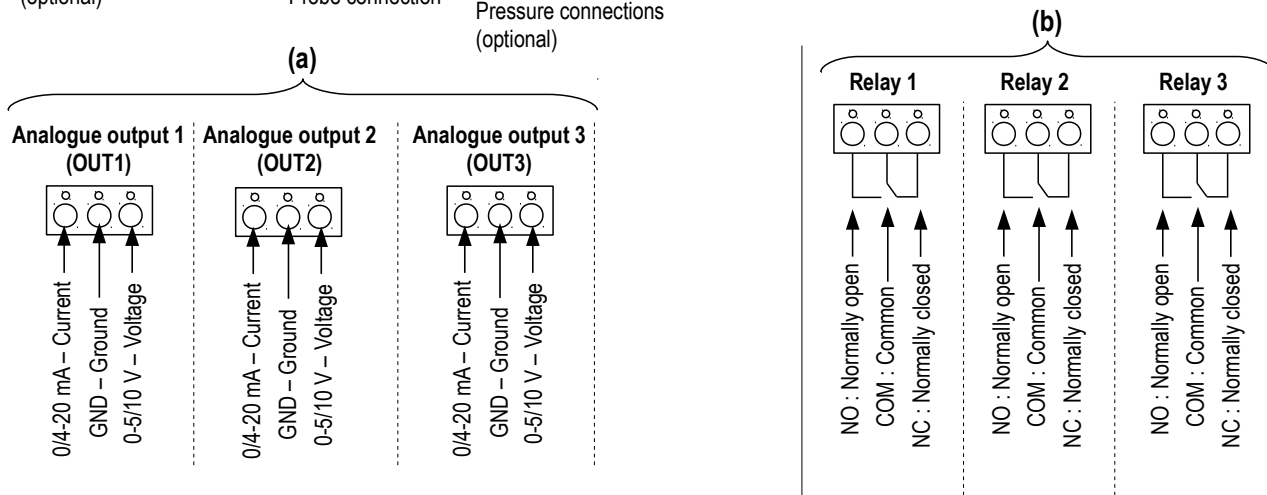 (optional)
Probe connection
Pressure connections
(optional)
(a)
Analogue output 1
(OUT1)
Analogue output 2
(OUT2)
Analogue output 3
(OUT3)
0/4-20 mA – Current
GND – Ground
0-5/10 V – Voltage
0/4-20 mA – Current
GND – Ground
0-5/10 V – Voltage
0/4-20 mA – Current
GND – Ground
0-5/10 V – Voltage
(b)
Relay 1
Relay 2
Relay 3
NO : Normally open
COM : Common
NC : Normally closed
NO : Normally open
COM : Common
NC : Normally closed
NO : Normally open
COM : Common
NC : Normally closed